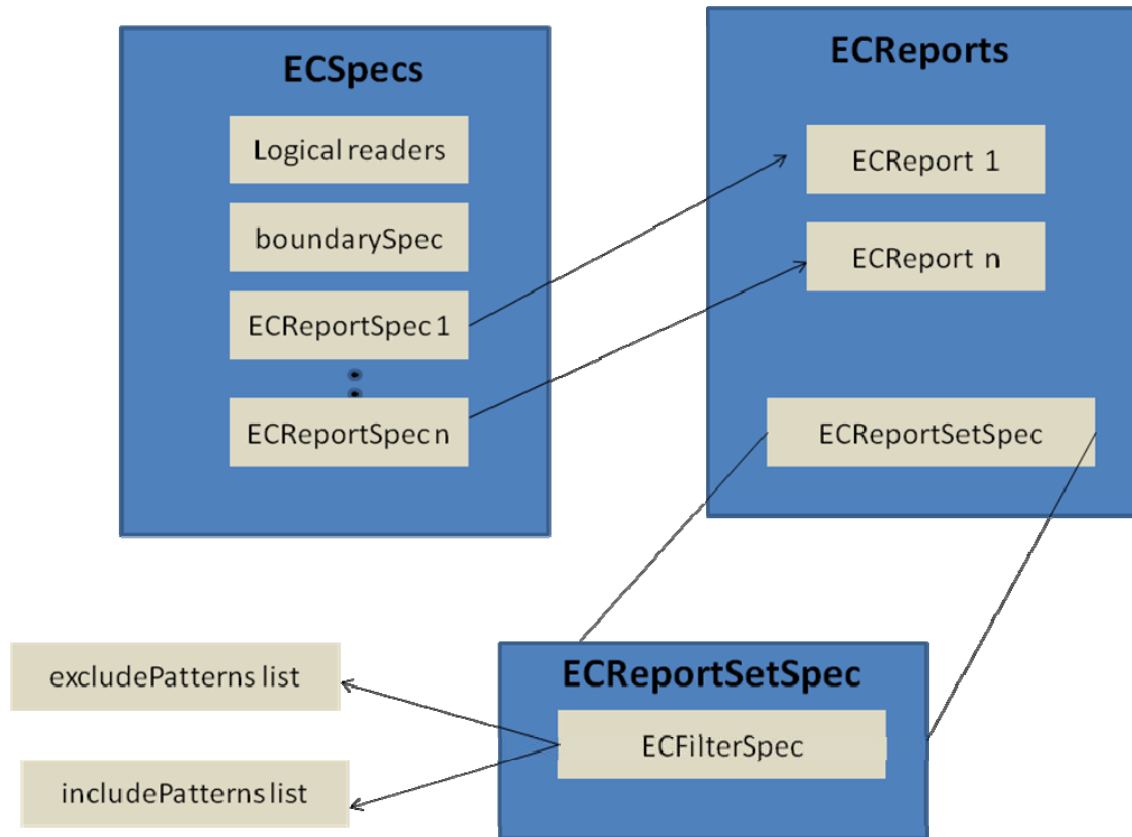 ECSpecs
Logical readers
boundarySpec
ECReportSpec 1
ECReportSpec n
ECReports
ECReport 1
ECReport n
ECReportSetSpec
ECReportSetSpec
ECFilterSpec
excludePatterns list
includePatterns list